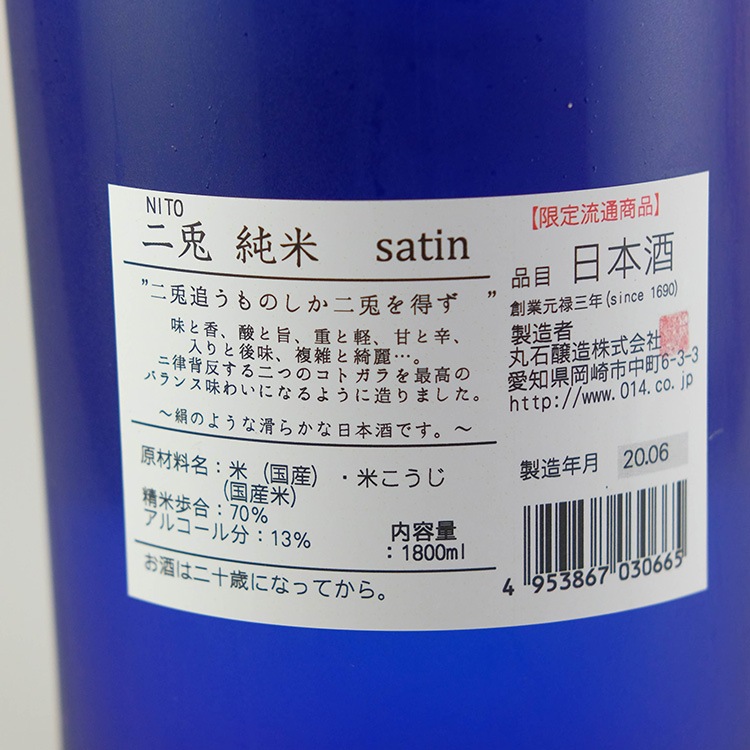 NITO
二兎 純米 satin
"二兎追うものしか二兎を得ず"
味と香、酸と旨、重と軽、甘と辛、
入りと後味、複雑と綺麗…。
二律背反する二つのコトガラを最高の
バランス味わいになるように造りました。
～絹のような滑らかな日本酒です。～
原材料名：米（国産）・米こうじ
（国産米）
精米歩合：70%
アルコール分：13%
内容量
：1800ml
お酒は二十歳になってから。
【限定流通商品】
品目 日本酒
創業元禄三年(since 1690)
製造者
丸石醸造株式会社
愛知県岡崎市中町6-3-3
http://www.014.co.jp
製造年月 20.06
4 953867 030665